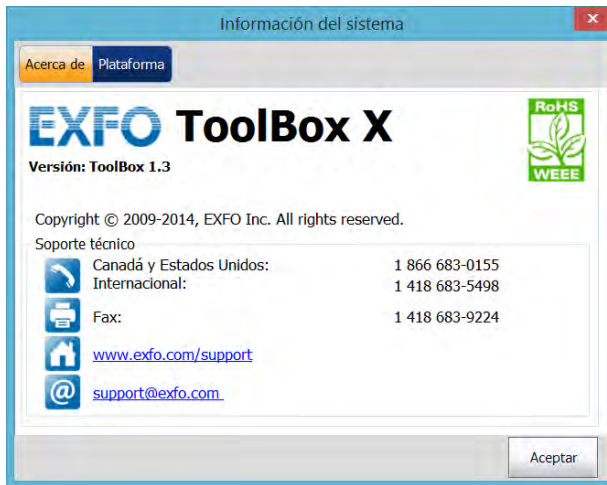 Información del sistema
Acerca de Plataforma
EXFO ToolBox X
RoHS
WEEE
Versión: ToolBox 1.3
Copyright © 2009-2014, EXFO Inc. All rights reserved.
Soporte técnico
Canadá y Estados Unidos: 1 866 683-0155
Internacional: 1 418 683-5498
Fax: 1 418 683-9224
www.exfo.com/support
@ support@exfo.com
Aceptar